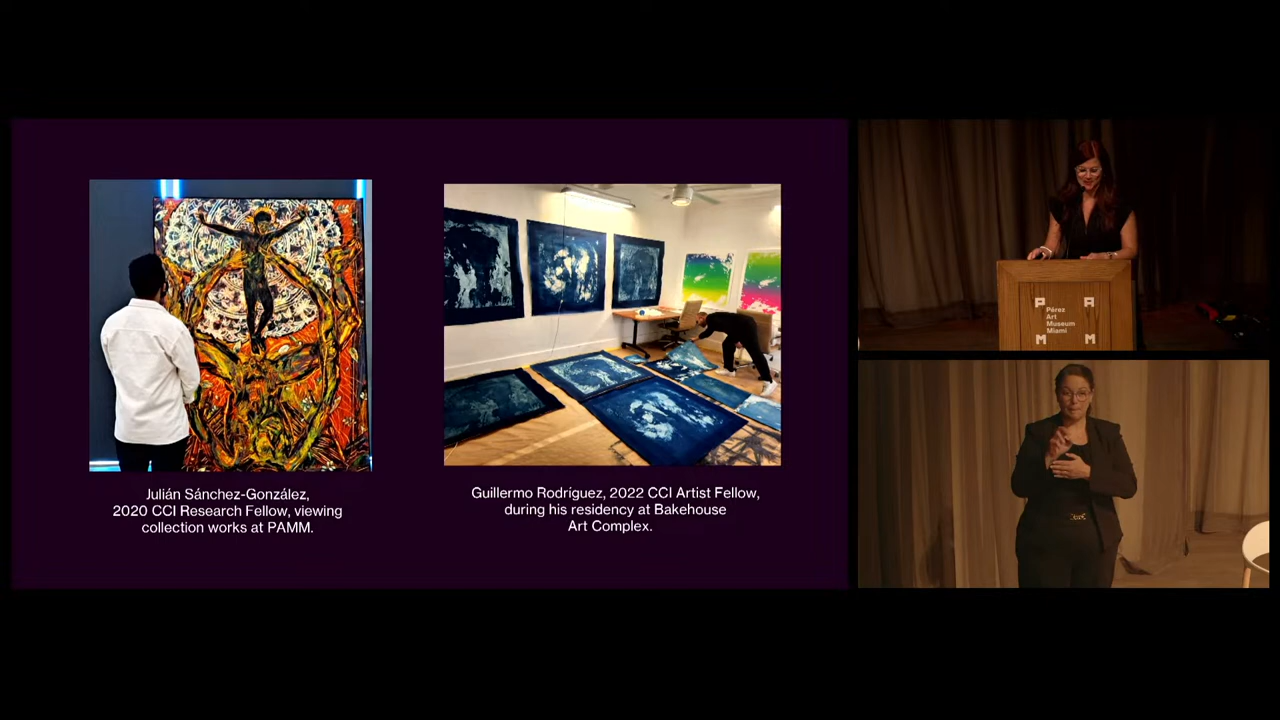 Julián Sánchez-González,
2020 CCI Research Fellow, viewing
collection works at PAMM.
Guillermo Rodríguez, 2022 CCI Artist Fellow,
during his residency at Bakehouse
Art Complex.
P A
Pérez
Art
Museum
Miami
M M